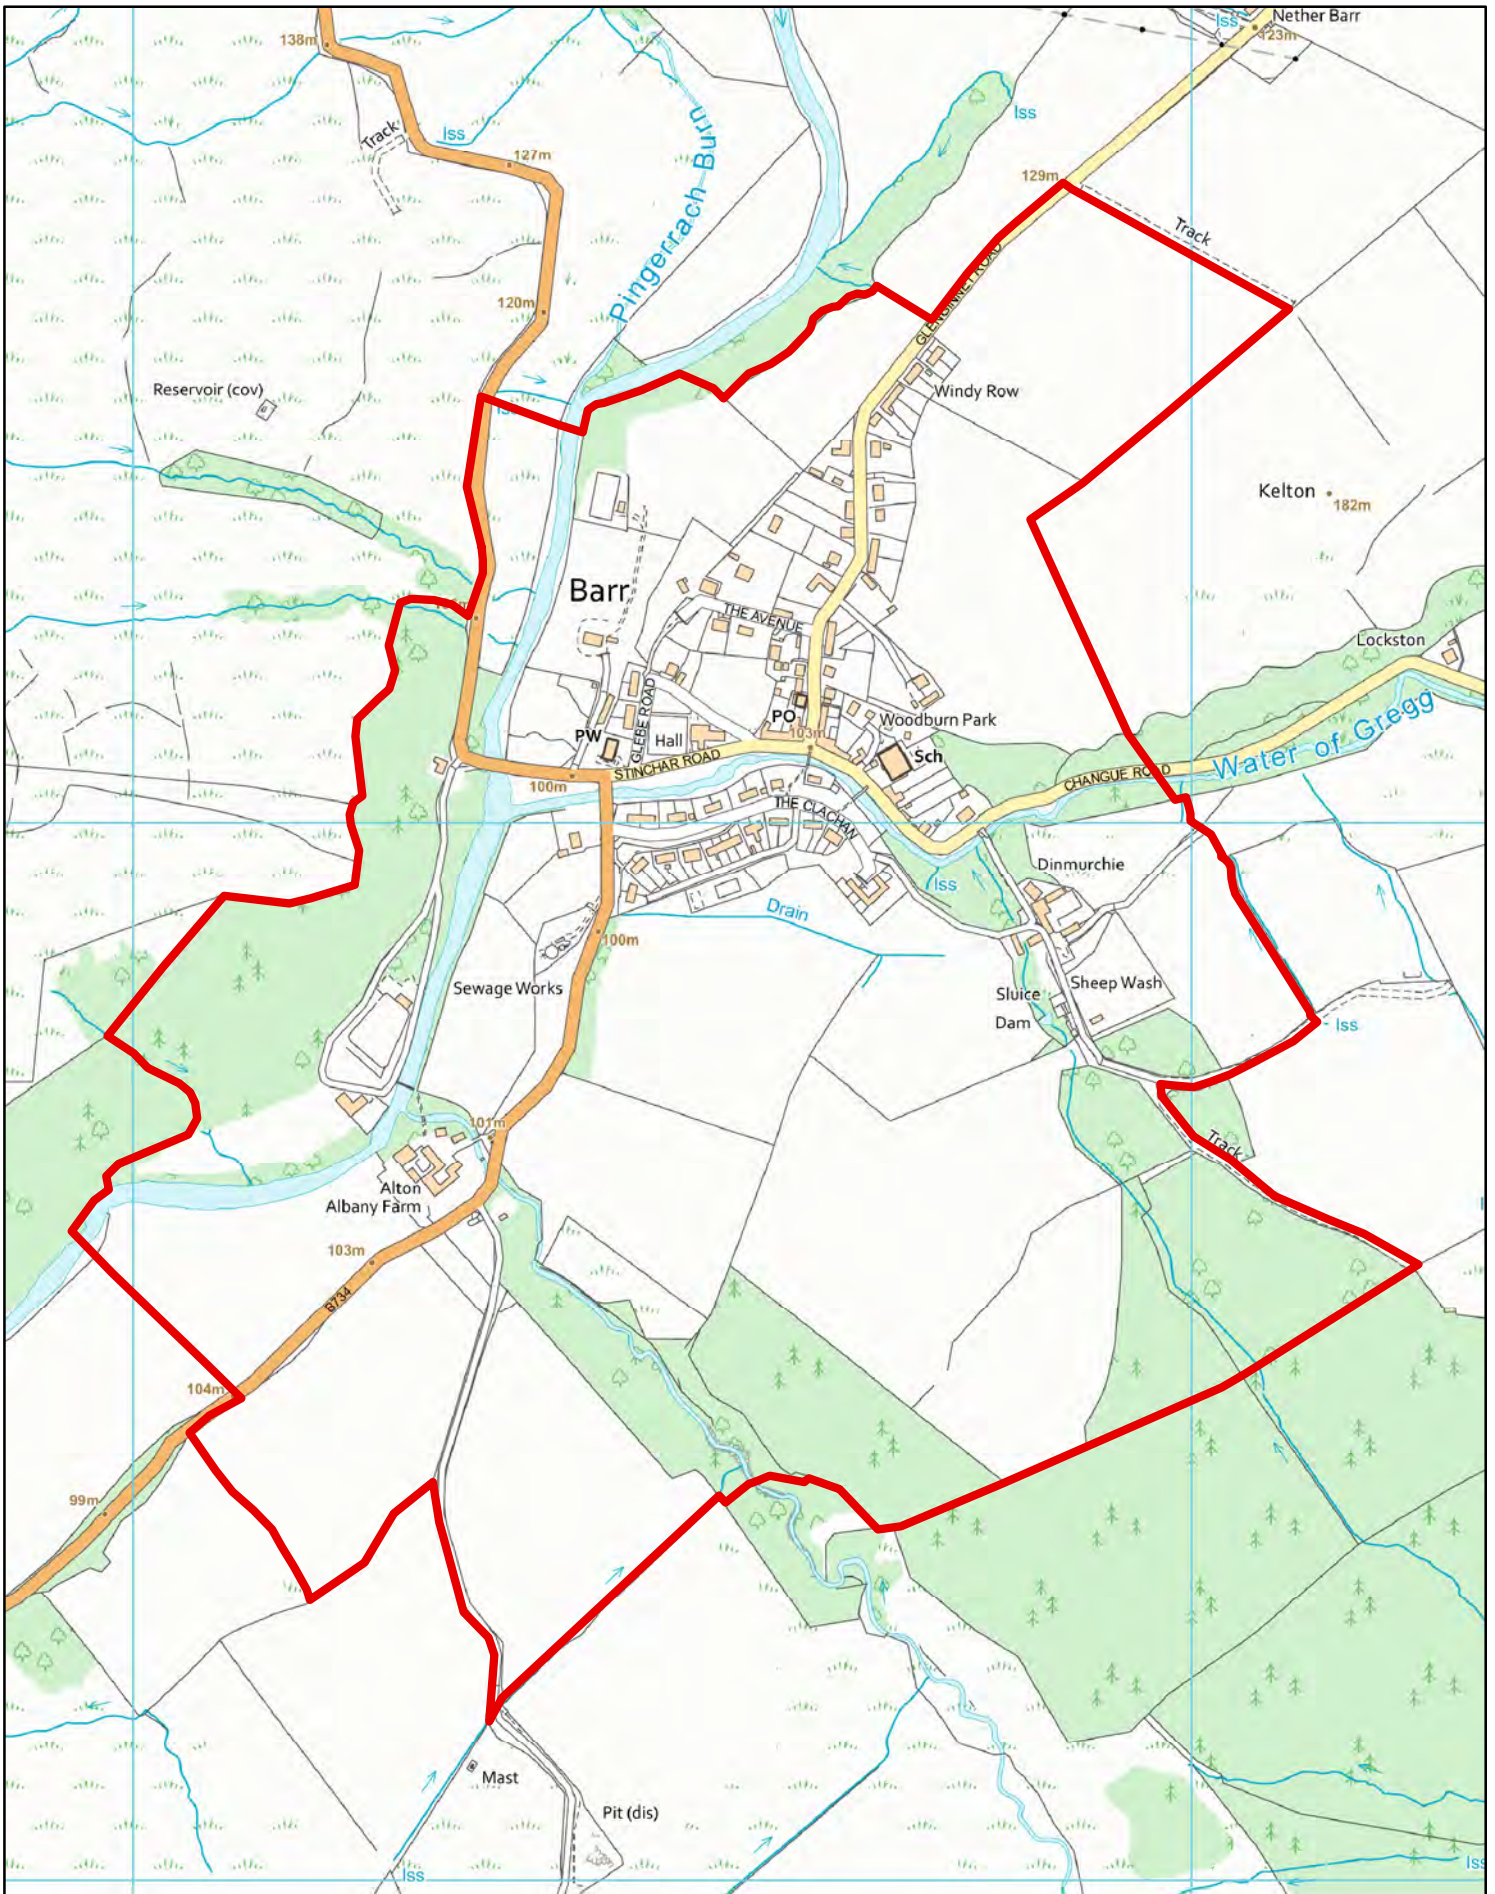 Iss
Nether Barr
123m
138m
Track
Iss
127m
Iss
129m
Track
Pingerrach Burn
120m
GLENGINNET ROAD
Reservoir (cov)
Windy Row
Kelton
182m
Barr
THE AVENUE
Lockston
GLEBE ROAD
PO
Woodburn Park
PW
Hall
103m
Sch
STINCHAR ROAD
Water of Gregg
CHANGUE ROAD
100m
THE CLACHAN
Dinmurchie
Iss
Drain
100m
Sewage Works
Sheep Wash
Sluice
Dam
Iss
101m
Track
Alton
Albany Farm
103m
B734
104m
99m
Mast
Pit (dis)
Iss